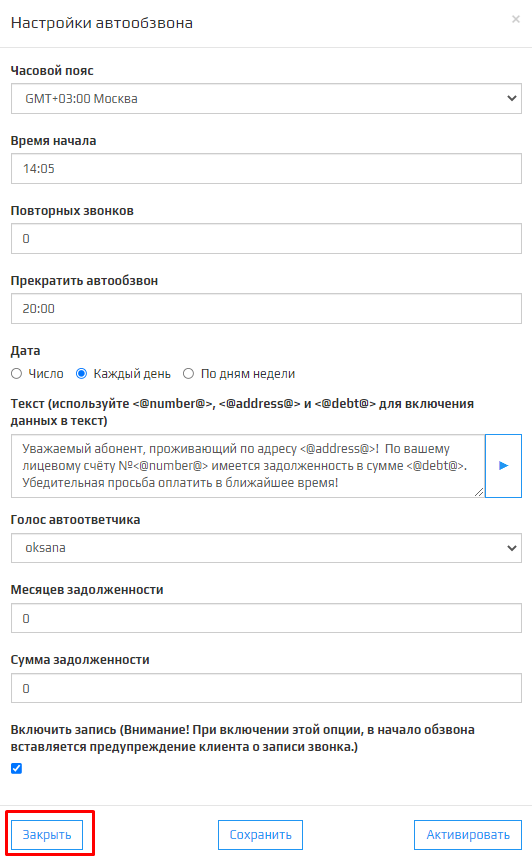 Настройки автообзвона
×
Часовой пояс
GMT+03:00 Москва
Время начала
14:05
Повторных звонков
0
Прекратить автообзвон
20:00
Дата
Число Каждый день По дням недели
Текст (используйте <@number@>, <@address@> и <@debt@> для включения
данных в текст)
Уважаемый абонент, проживающий по адресу <@address@>! По вашему
лицевому счёту №<@number@> имеется задолженность в сумме <@debt@>.
Убедительная просьба оплатить в ближайшее время!
Голос автоответчика
oksana
Месяцев задолженности
0
Сумма задолженности
0
Включить запись (Внимание! При включении этой опции, в начало обзвона
вставляется предупреждение клиента о записи звонка.)
Закрыть Сохранить Активировать